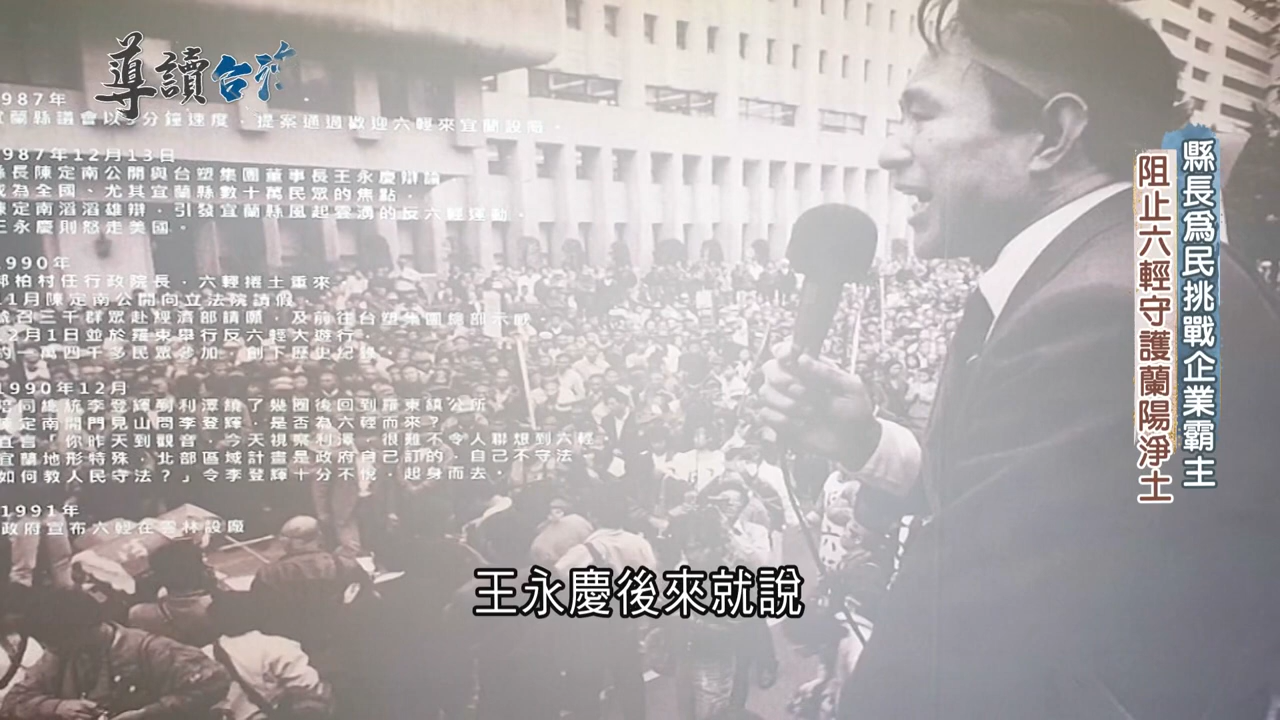 導讀台灣
1987年
宜蘭縣議會以5分鐘速度，提案通過歡迎六輕來宜蘭設廠。
1987年12月13日
縣長陳定南公開與台塑集團董事長王永慶辯論
成為全國、尤其宜蘭縣數十萬民眾的焦點。
陳定南滔滔雄辯，引發宜蘭縣風起雲湧的反六輕運動，
王永慶則怒走美國。
1990年
郝柏村任行政院長，六輕捲土重來，
11月陳定南公開向立法院請假，
號召三千群眾赴經濟部請願，及前往台塑集團總部示威
12月1日並於羅東舉行反六輕大遊行，
約一萬四千多民眾參加，創下歷史紀錄
1990年12月
陪同總統李登輝到利澤繞了幾圈後回到羅東鎮公所
陳定南開門見山問李登輝，是否為六輕而來？
直言「你昨天到觀音，今天視察利澤，很難不令人聯想到六輕，
宜蘭地形特殊，北部區域計畫是政府自己訂的，自己不守法，
如何教人民守法？」令李登輝十分不悅，起身而去。
1991年
政府宣布六輕在雲林設廠
縣長為民挑戰企業霸主
阻止六輕守護蘭陽淨土
王永慶後來就說